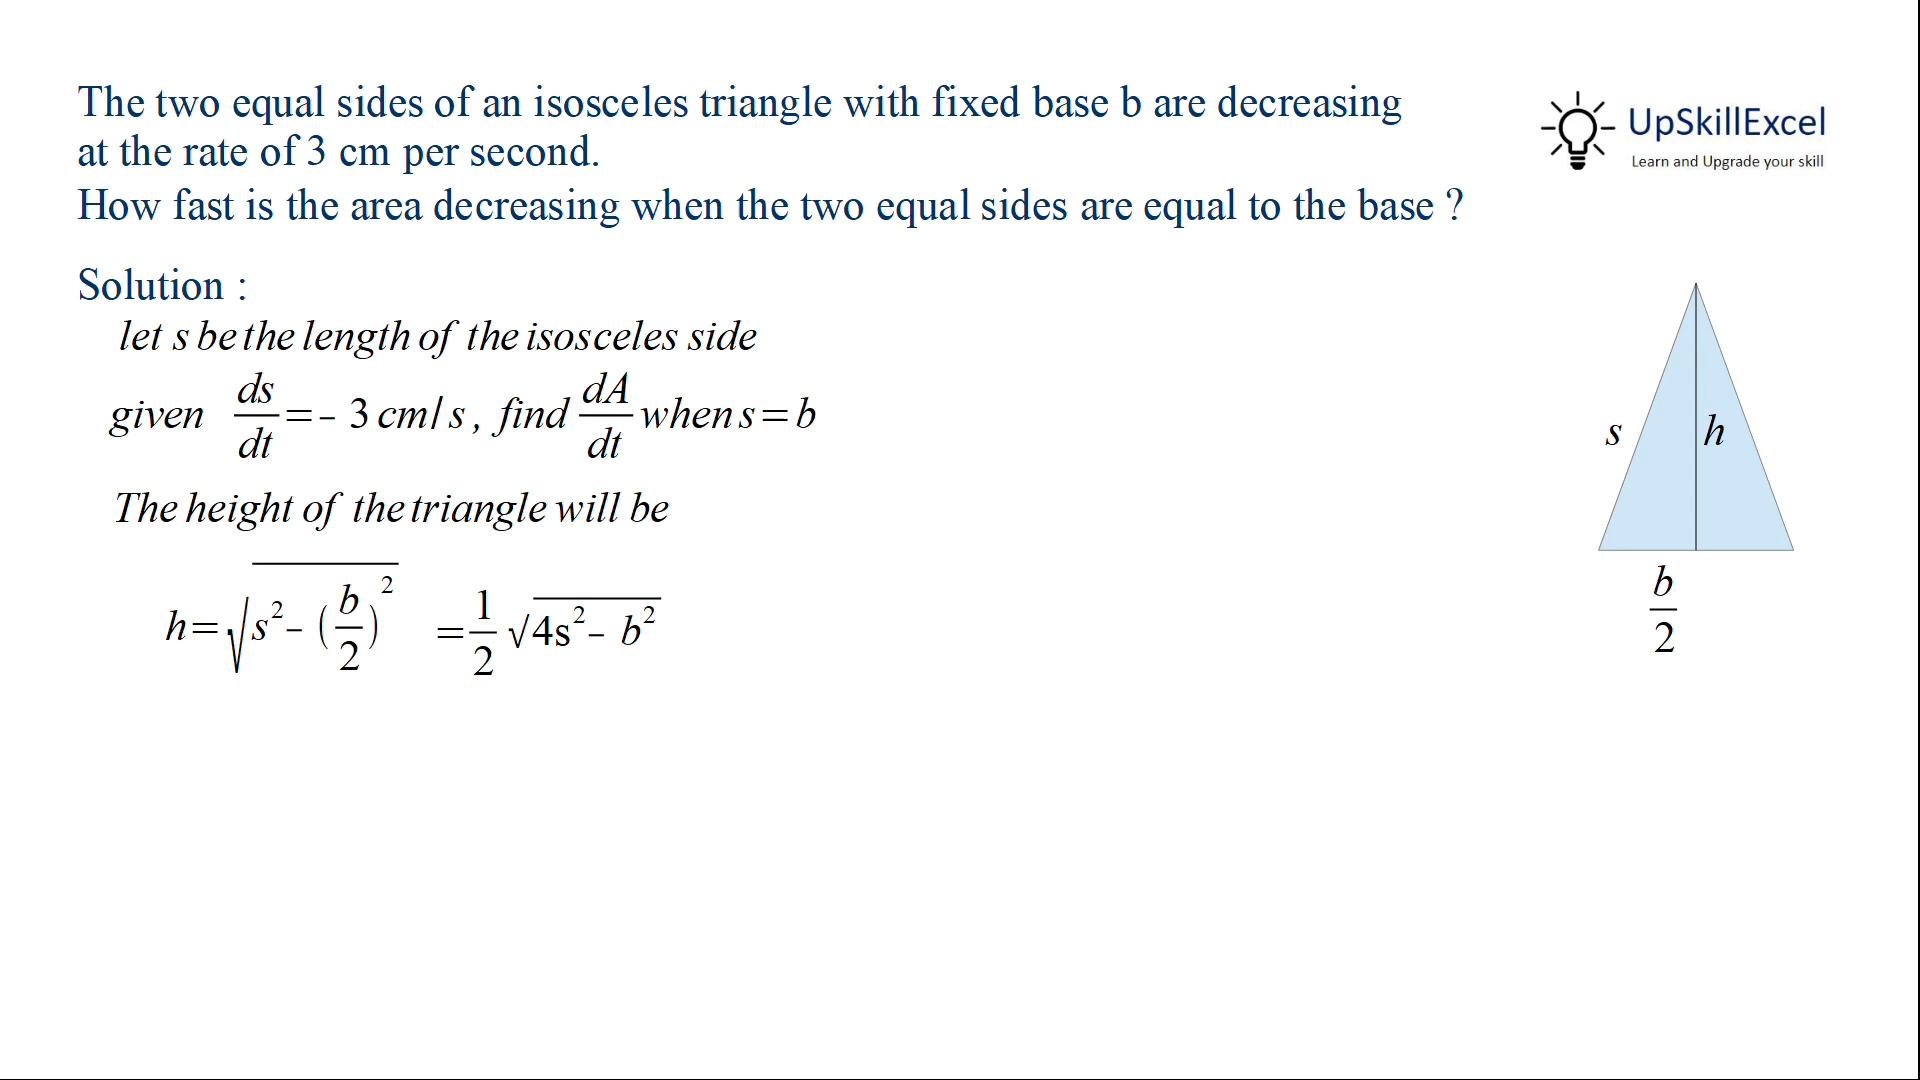 The two equal sides of an isosceles triangle with fixed base b are decreasing
at the rate of 3 cm per second.
How fast is the area decreasing when the two equal sides are equal to the base ?
UpSkillExcel
Learn and Upgrade your skill
Solution :
let s be the length of the isosceles side
given ds/dt = – 3 cm/s, find dA/dt when s = b
The height of the triangle will be
h = √(s² – (b/2)²) = 1/2 √(4s² – b²)
s h
b/2